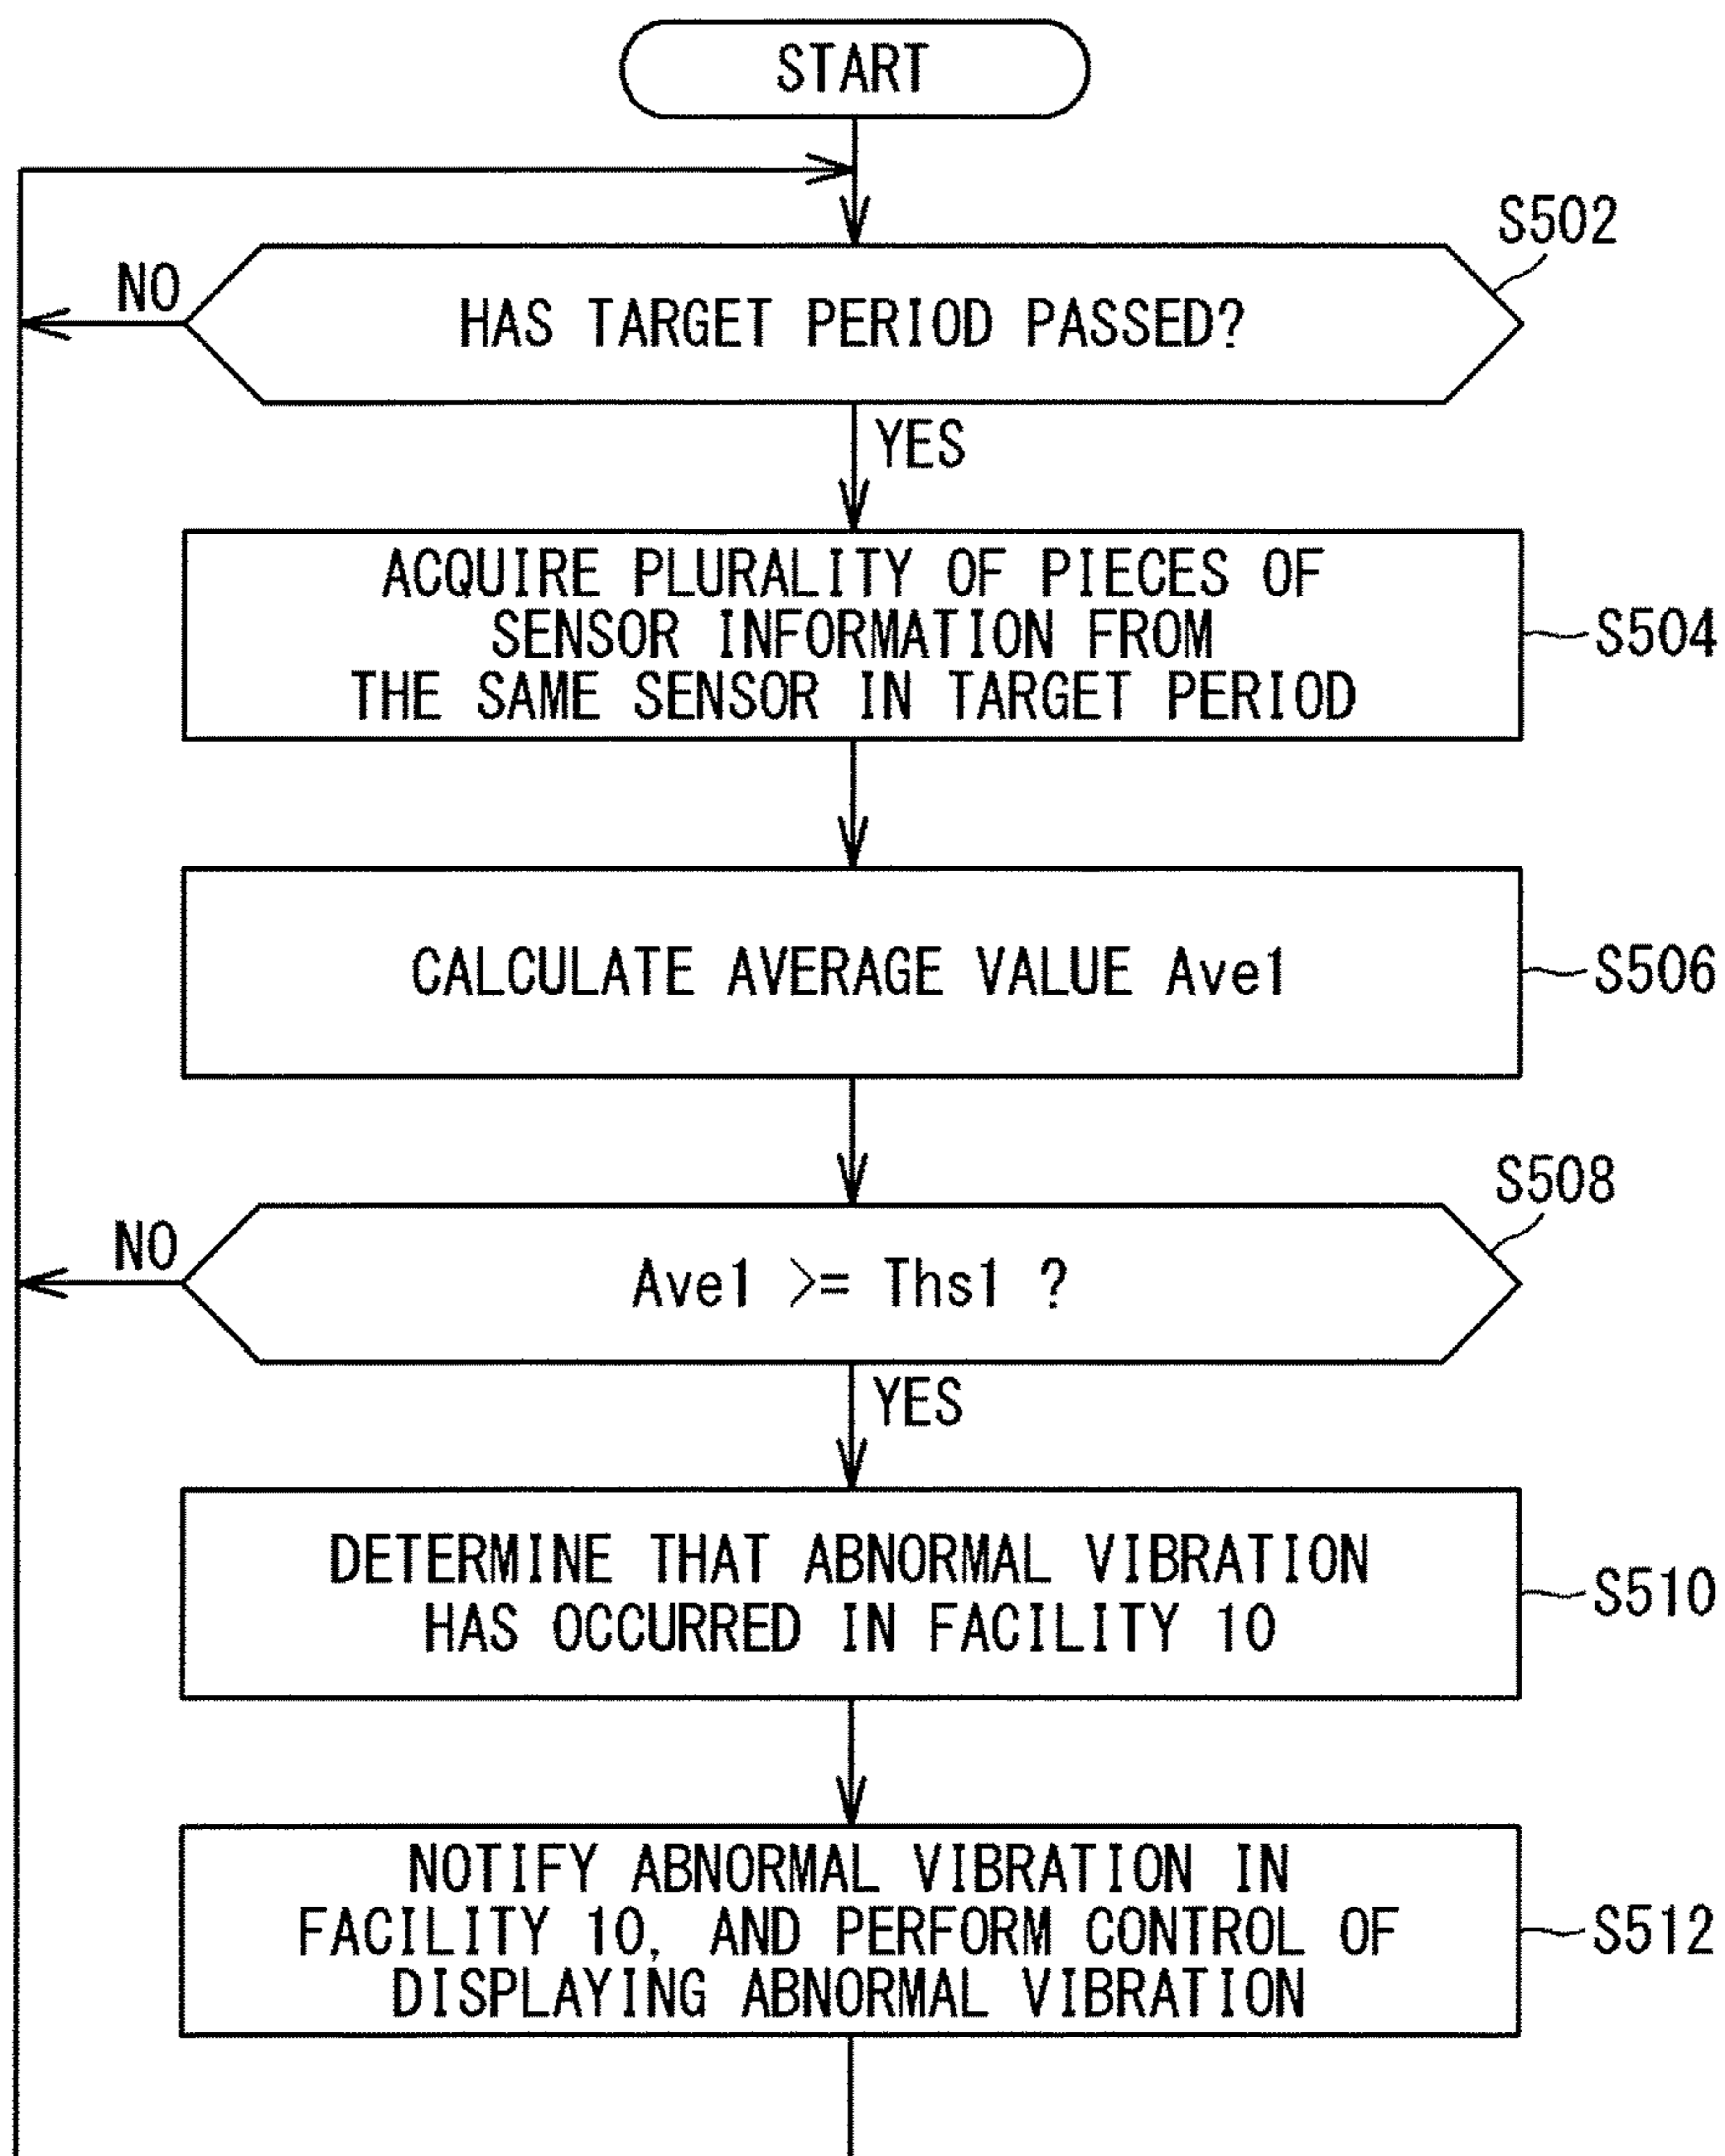 START
S502
NO
HAS TARGET PERIOD PASSED?
YES
ACQUIRE PLURALITY OF PIECES OF
SENSOR INFORMATION FROM
THE SAME SENSOR IN TARGET PERIOD
S504
CALCULATE AVERAGE VALUE Ave1
S506
S508
NO
Ave1 >= Ths1 ?
YES
DETERMINE THAT ABNORMAL VIBRATION
HAS OCCURRED IN FACILITY 10
S510
NOTIFY ABNORMAL VIBRATION IN
FACILITY 10, AND PERFORM CONTROL OF
DISPLAYING ABNORMAL VIBRATION
S512